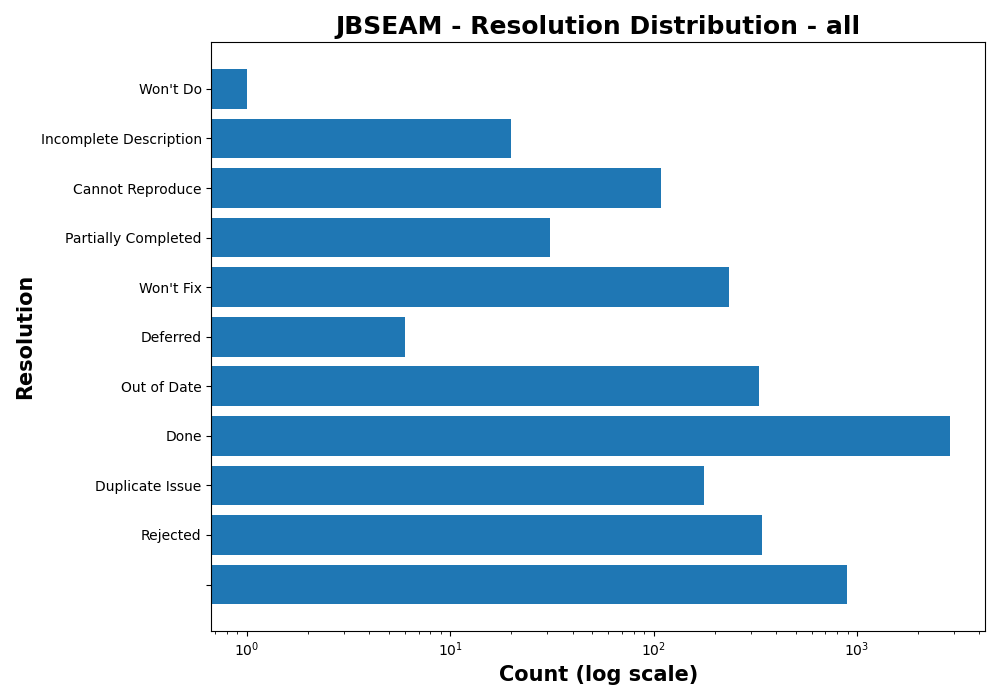 JBSEAM - Resolution Distribution - all
Won't Do
Incomplete Description
Cannot Reproduce
Partially Completed
Won't Fix
Deferred
Out of Date
Done
Duplicate Issue
Rejected
Resolution
10⁰ 10¹ 10² 10³
Count (log scale)